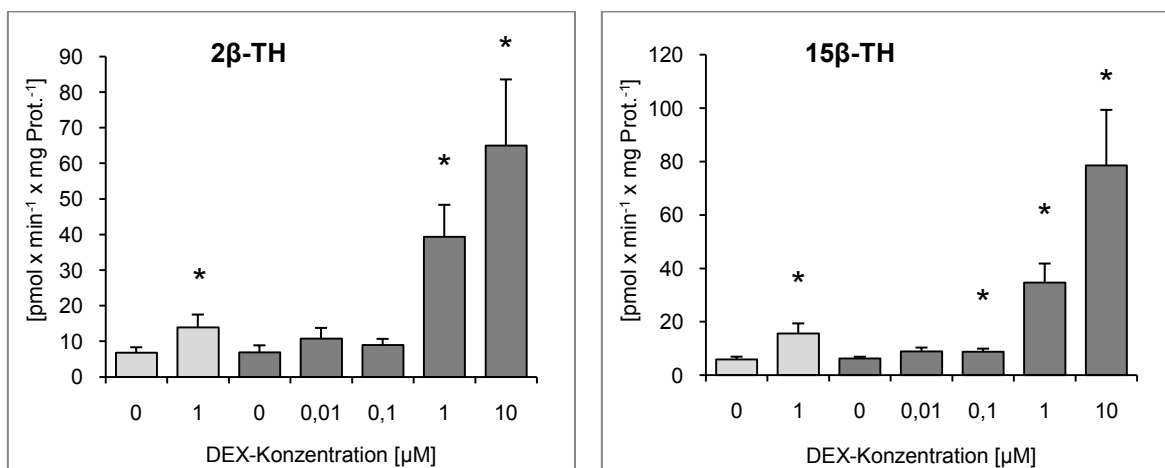 2β-TH
[pmol x min⁻¹ x mg Prot.⁻¹]
90
80
70
60
50
40
30
20
10
0
* * *
0 1 0 0,01 0,1 1 10
DEX-Konzentration [µM]
15β-TH
[pmol x min⁻¹ x mg Prot.⁻¹]
120
100
80
60
40
20
0
* * * *
0 1 0 0,01 0,1 1 10
DEX-Konzentration [µM]